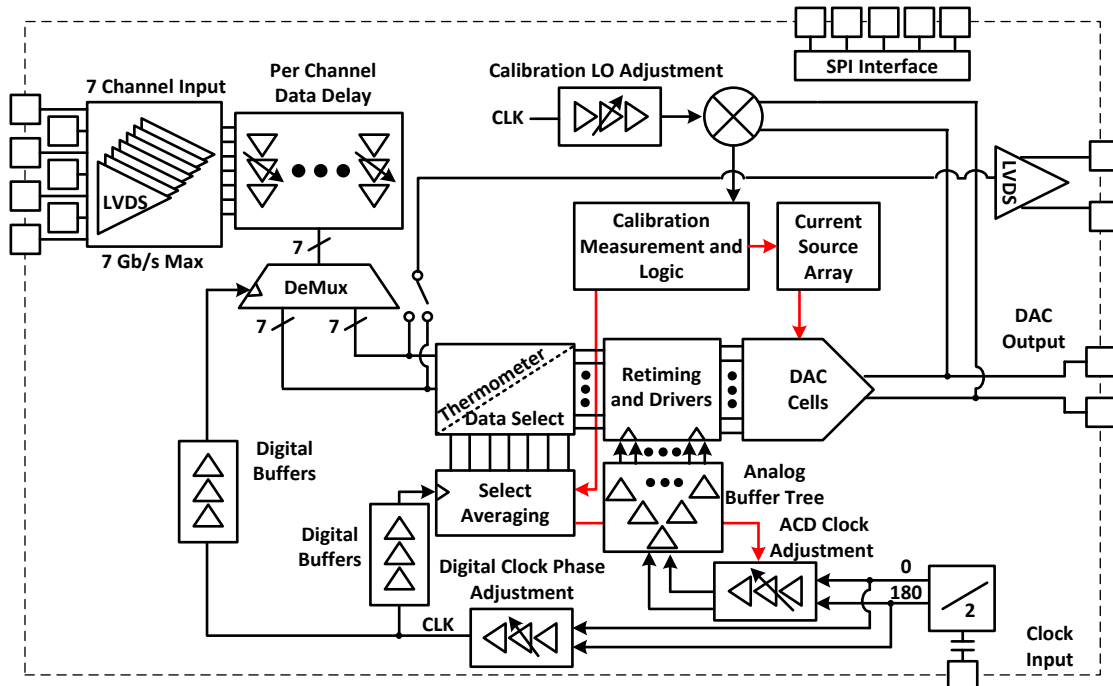 SPI Interface
7 Channel Input
Per Channel
Data Delay
Calibration LO Adjustment
CLK
LVDS
LVDS
7 Gb/s Max
7
Calibration
Measurement and
Logic
Current
Source
Array
DeMux
7
7
DAC
Output
Thermometer
Data Select
Retiming
and Drivers
DAC
Cells
Digital
Buffers
Select
Averaging
Analog
Buffer Tree
Digital
Buffers
ACD Clock
Adjustment
Digital Clock Phase
Adjustment
0
180
2
CLK
Clock
Input